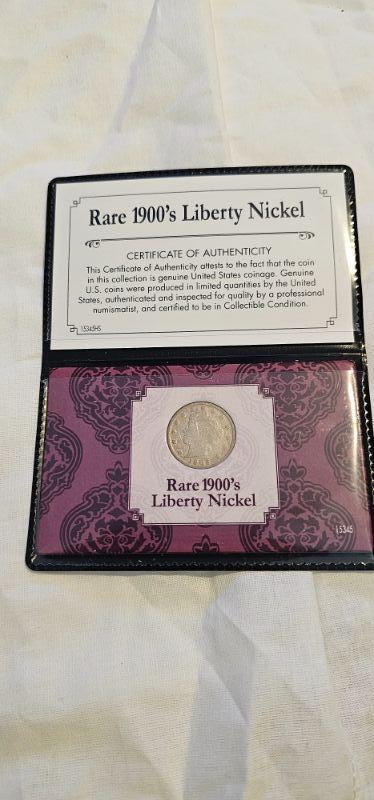 Rare 1900's Liberty Nickel
CERTIFICATE OF AUTHENTICITY
This Certificate of Authenticity attests to the fact that the coin
in this collection is genuine United States coinage. Genuine
U.S. coins were produced in limited quantities by the United
States, authenticated and inspected for quality by a professional
numismatist, and certified to be in Collectible Condition.
15345HS
Rare 1900's
Liberty Nickel
15345